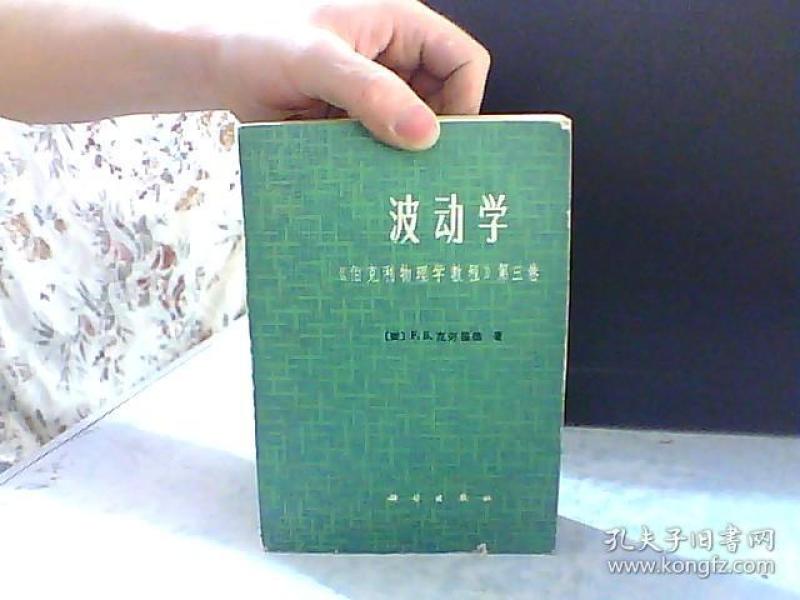 波动学
《伯克利物理学教程》第三卷
〔美〕F.S.克劳福德 著
科学出版社
孔夫子旧书网
www.kongfz.com